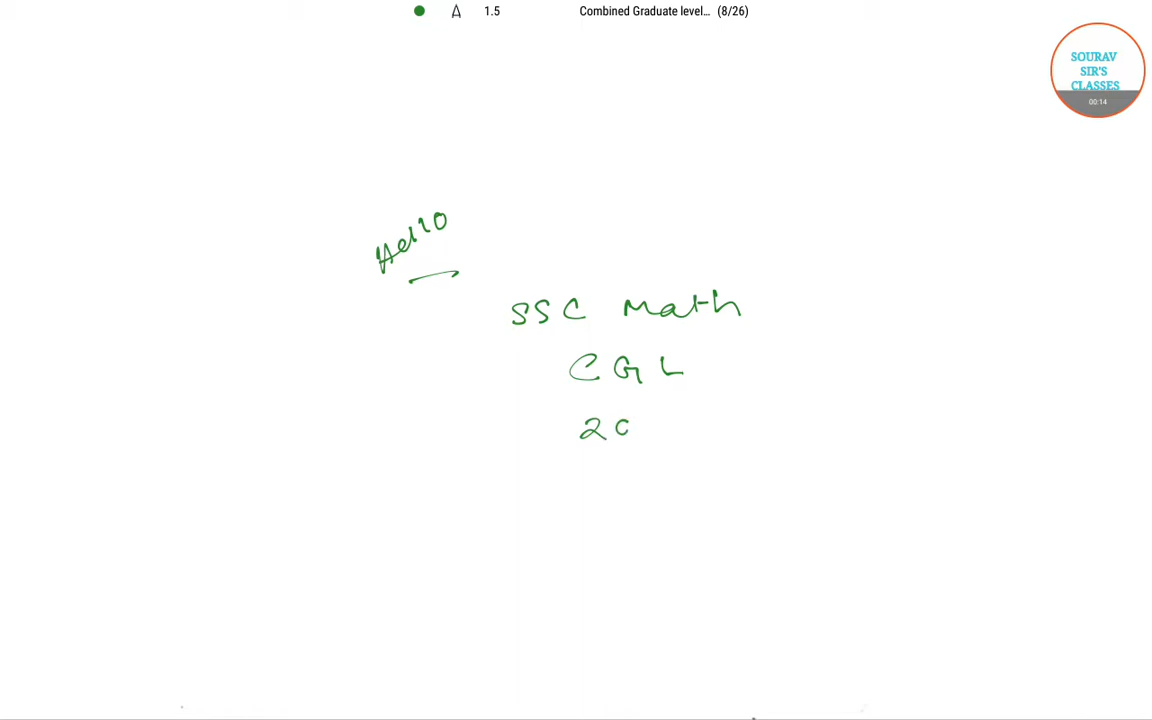 1.5 Combined Graduate level... (8/26)
SOURAV
SIR'S
CLASSES
00:14
Hello
SSC Math
CGL
20